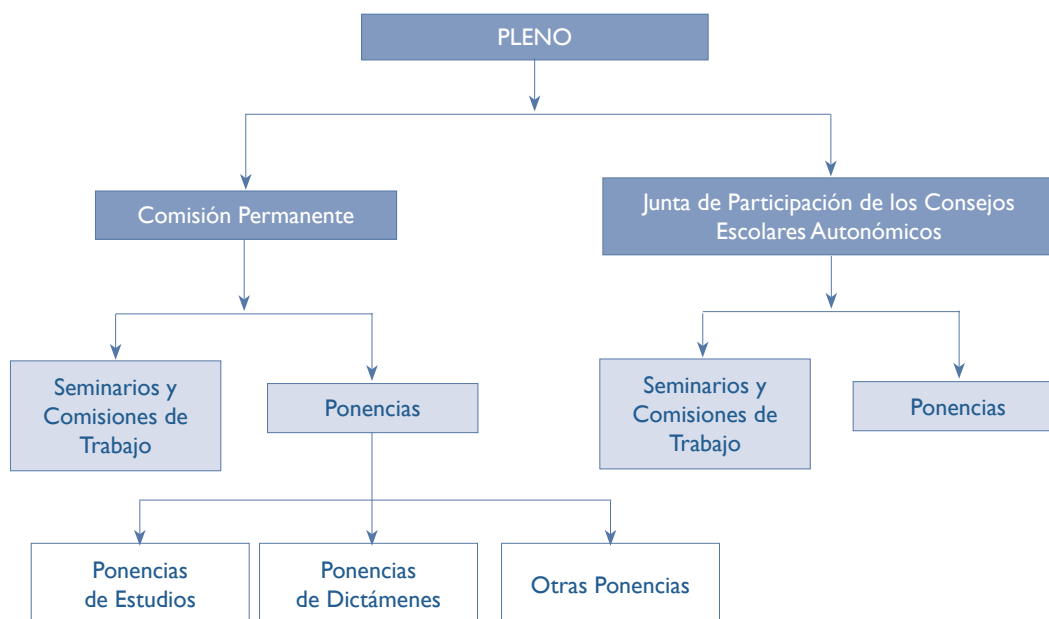 PLENO
Comisión Permanente
Junta de Participación de los Consejos
Escolares Autonómicos
Seminarios y
Comisiones de
Trabajo
Ponencias
Seminarios y
Comisiones de
Trabajo
Ponencias
Ponencias
de Estudios
Ponencias
de Dictámenes
Otras Ponencias